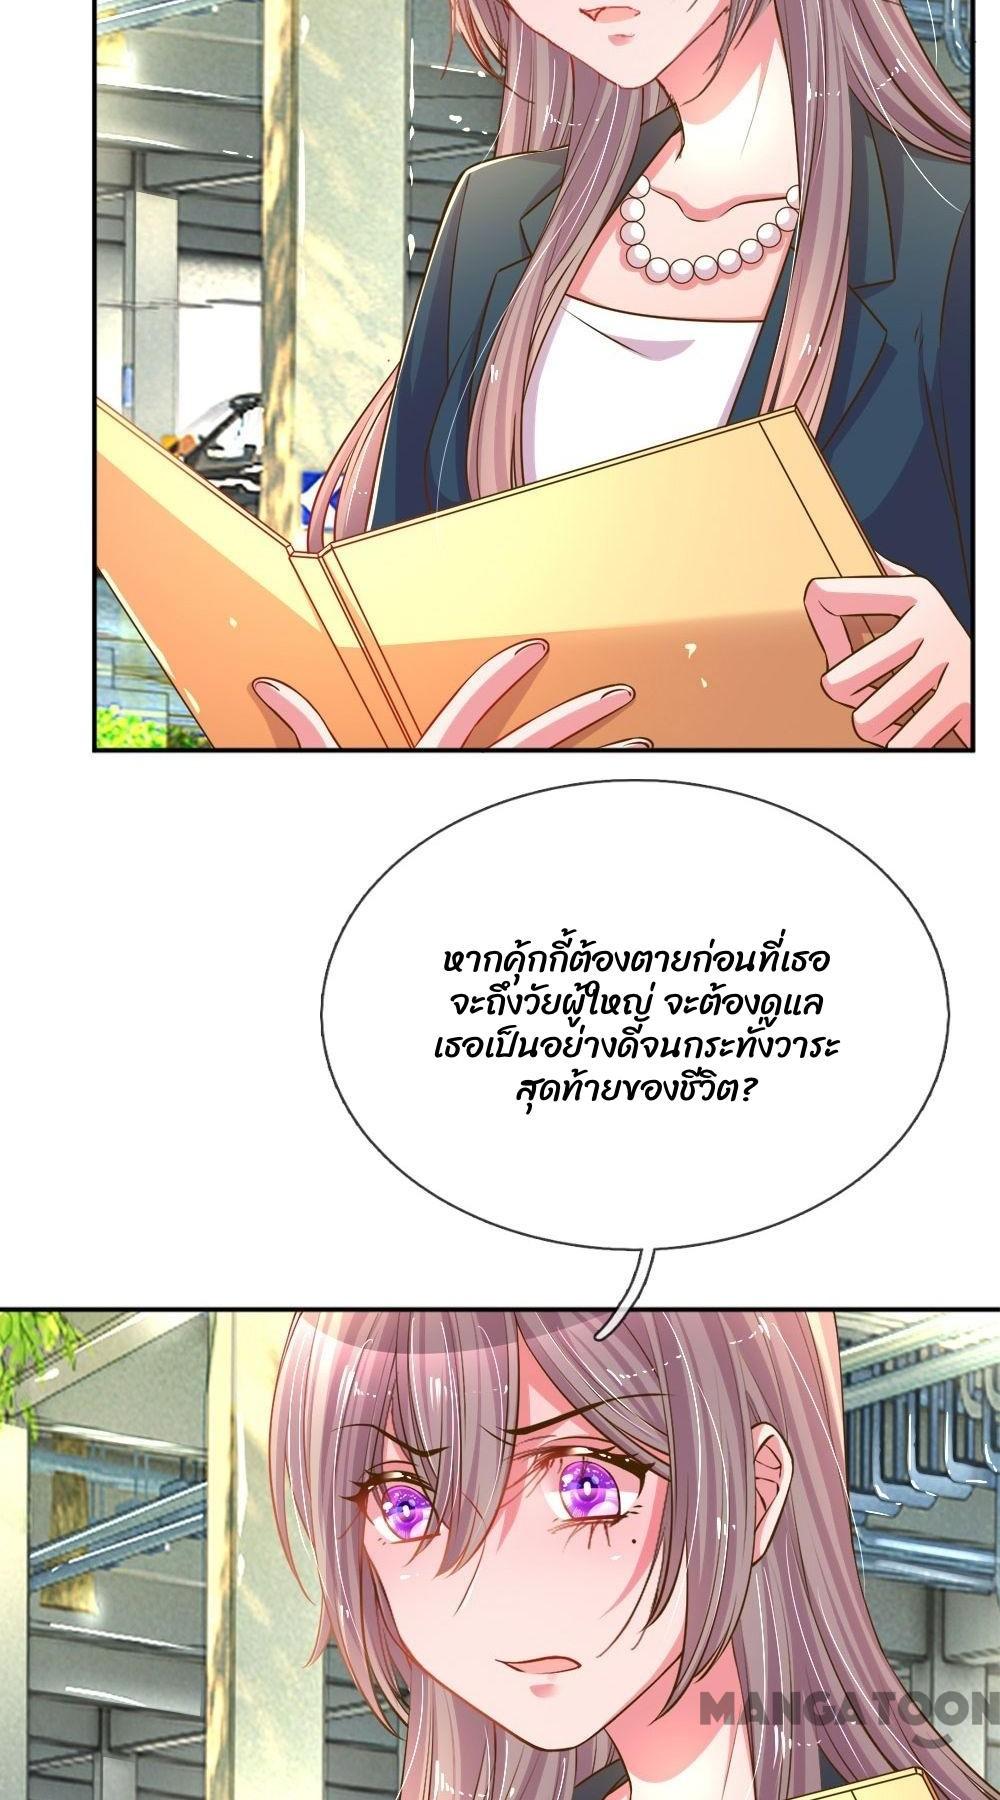 หากคุ้กกี้ต้องตายก่อนที่เธอ
จะถึงวัยผู้ใหญ่ จะต้องดูแล
เธอเป็นอย่างดีจนกระทั่งวาระ
สุดท้ายของชีวิต?
MANGATOON